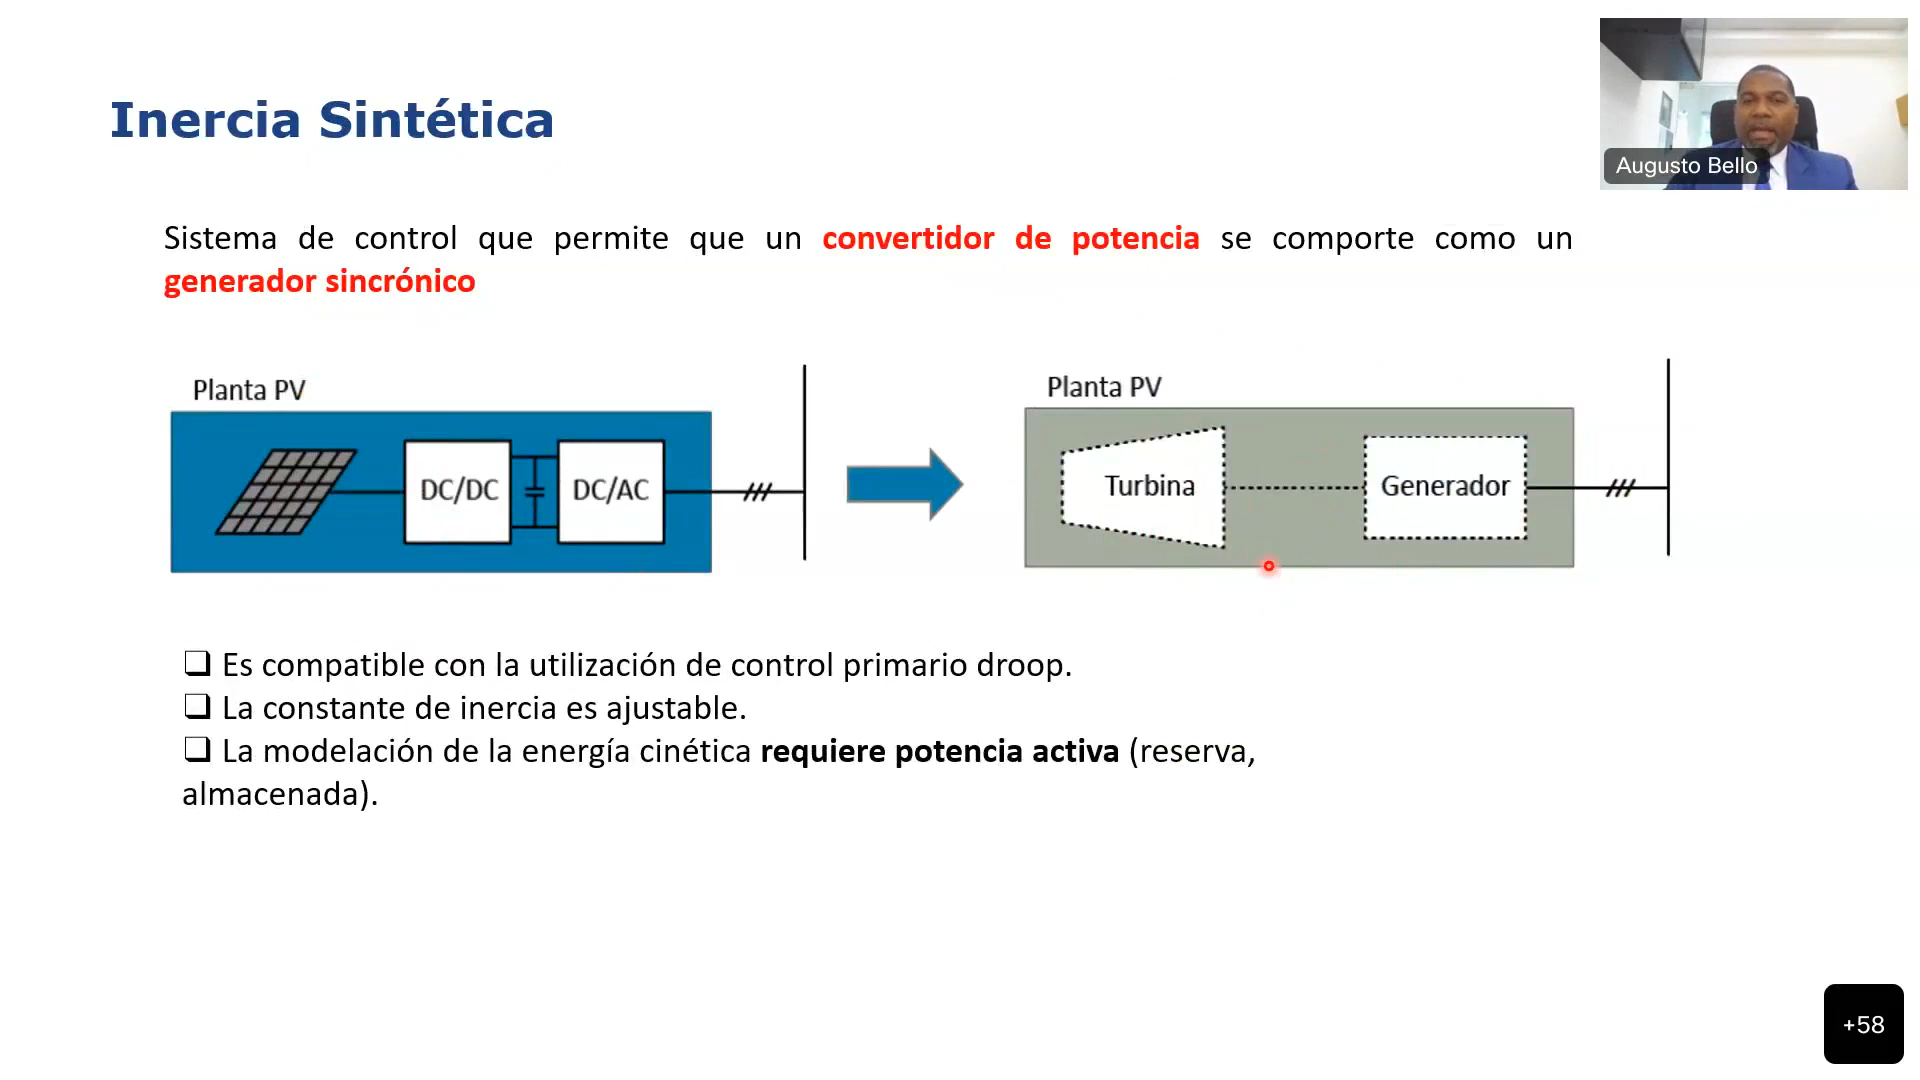 Inercia Sintética
Augusto Bello
Sistema de control que permite que un convertidor de potencia se comporte como un
generador sincrónico
Planta PV
DC/DC
DC/AC
Planta PV
Turbina
Generador
❑ Es compatible con la utilización de control primario droop.
❑ La constante de inercia es ajustable.
❑ La modelación de la energía cinética requiere potencia activa (reserva,
almacenada).
+58